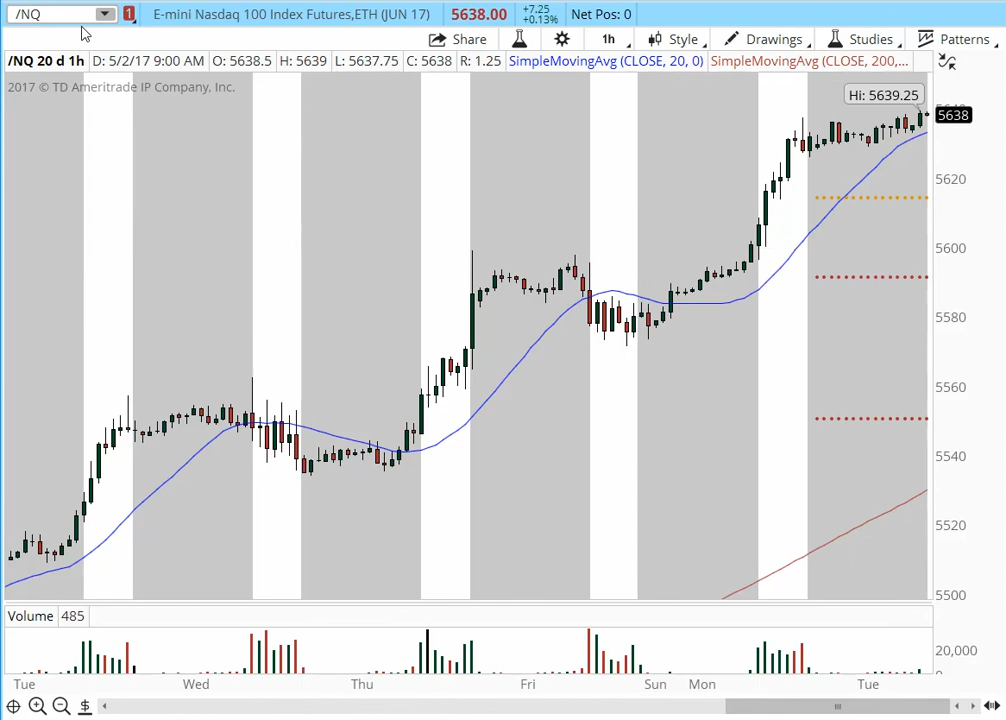 /NQ 1 E-mini Nasdaq 100 Index Futures,ETH (JUN 17) 5638.00 +7.25 +0.13% Net Pos: 0
Share 1h Style Drawings Studies Patterns
/NQ 20 d 1h D: 5/2/17 9:00 AM O: 5638.5 H: 5639 L: 5637.75 C: 5638 R: 1.25 SimpleMovingAvg (CLOSE, 20, 0) SimpleMovingAvg (CLOSE, 200,...
2017 © TD Ameritrade IP Company, Inc.
Hi: 5639.25
5638
5620
5600
5580
5560
5540
5520
5500
Volume 485
20,000
Tue Wed Thu Fri Sun Mon Tue
$